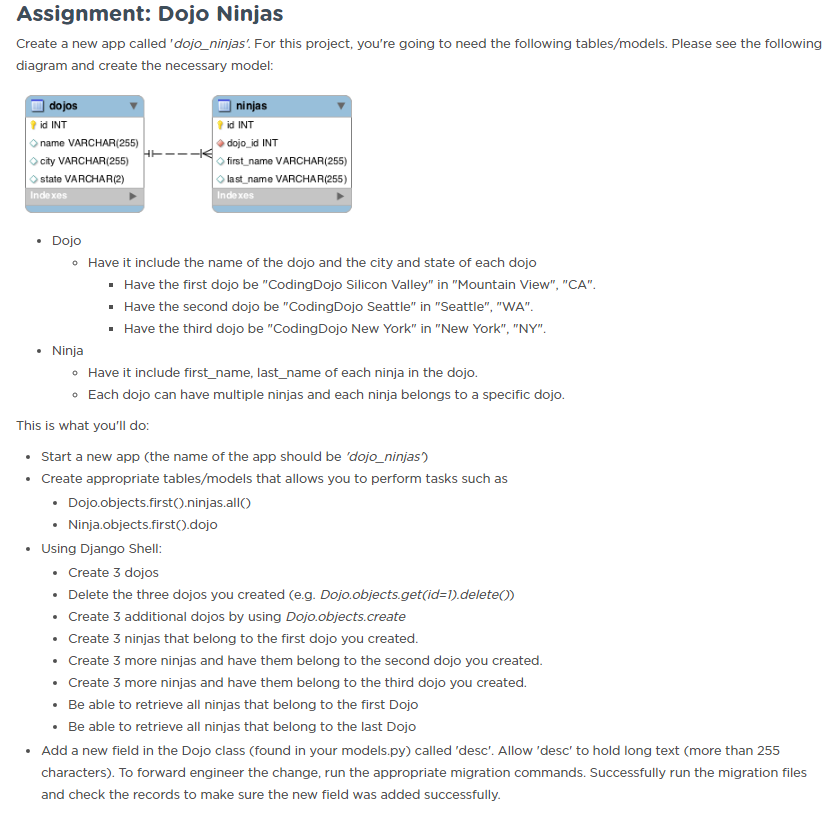 Assignment: Dojo Ninjas
Create a new app called 'dojo_ninjas'. For this project, you're going to need the following tables/models. Please see the following
diagram and create the necessary model:
dojos
id INT
name VARCHAR(255)
city VARCHAR(255)
state VARCHAR(2)
Indexes
ninjas
id INT
dojo_id INT
first_name VARCHAR(255)
last_name VARCHAR(255)
Indexes
Dojo
Have it include the name of the dojo and the city and state of each dojo
Have the first dojo be "CodingDojo Silicon Valley" in "Mountain View", "CA".
Have the second dojo be "CodingDojo Seattle" in "Seattle", "WA".
Have the third dojo be "CodingDojo New York" in "New York", "NY".
Ninja
Have it include first_name, last_name of each ninja in the dojo.
Each dojo can have multiple ninjas and each ninja belongs to a specific dojo.
This is what you'll do:
Start a new app (the name of the app should be 'dojo_ninjas')
Create appropriate tables/models that allows you to perform tasks such as
Dojo.objects.first().ninjas.all()
Ninja.objects.first().dojo
Using Django Shell:
Create 3 dojos
Delete the three dojos you created (e.g. Dojo.objects.get(id=1).delete())
Create 3 additional dojos by using Dojo.objects.create
Create 3 ninjas that belong to the first dojo you created.
Create 3 more ninjas and have them belong to the second dojo you created.
Create 3 more ninjas and have them belong to the third dojo you created.
Be able to retrieve all ninjas that belong to the first Dojo
Be able to retrieve all ninjas that belong to the last Dojo
Add a new field in the Dojo class (found in your models.py) called 'desc'. Allow 'desc' to hold long text (more than 255
characters). To forward engineer the change, run the appropriate migration commands. Successfully run the migration files
and check the records to make sure the new field was added successfully.